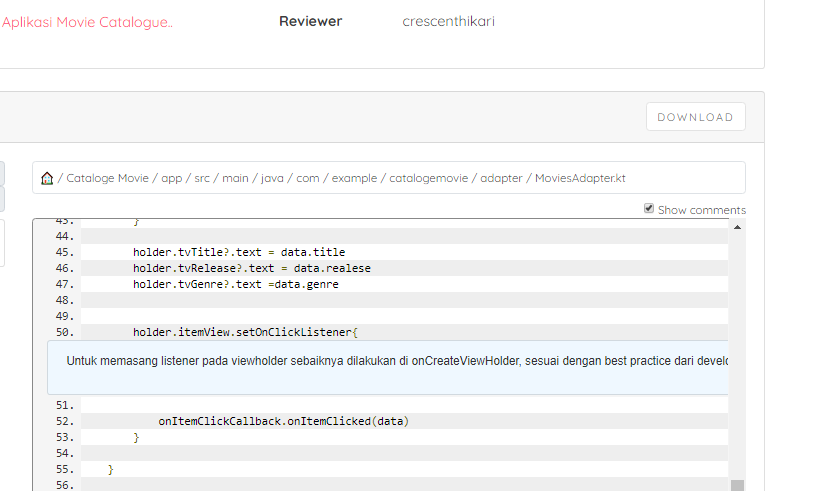 Aplikasi Movie Catalogue..
Reviewer
crescenthikari
DOWNLOAD
/ Cataloge Movie / app / src / main / java / com / example / catalogemovie / adapter / MoviesAdapter.kt
Show comments
43. }
44.
45. holder.tvTitle?.text = data.title
46. holder.tvRelease?.text = data.realese
47. holder.tvGenre?.text =data.genre
48.
49.
50. holder.itemView.setOnClickListener{
Untuk memasang listener pada viewholder sebaiknya dilakukan di onCreateViewHolder, sesuai dengan best practice dari
51.
52. onItemClickCallback.onItemClicked(data)
53. }
54.
55. }
56.